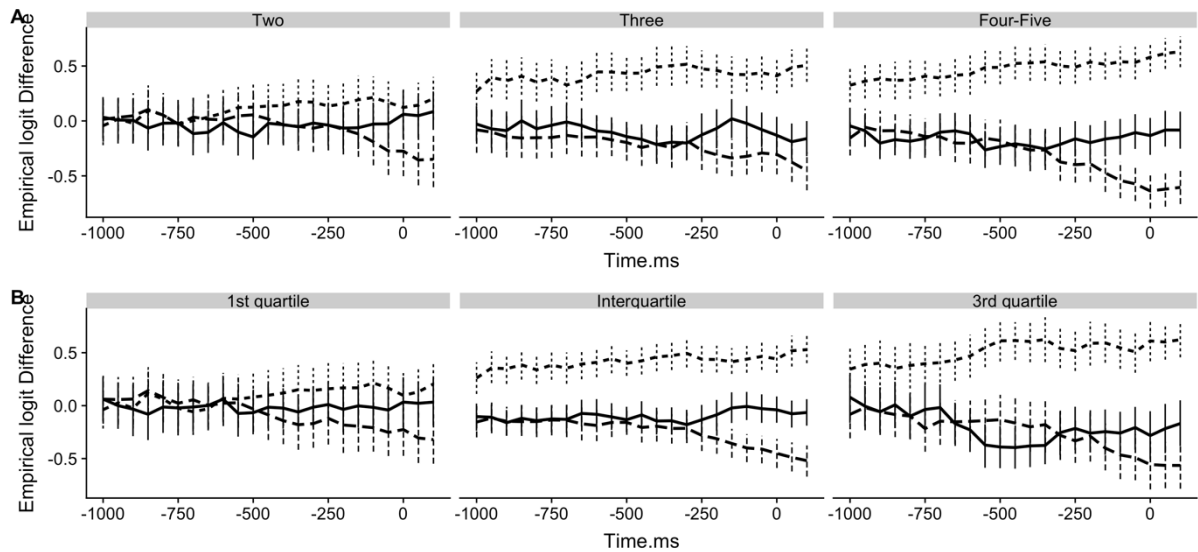 A
Two Three Four-Five
Empirical logit Difference
0.5
0.0
-0.5
-1000 -750 -500 -250 0 -1000 -750 -500 -250 0 -1000 -750 -500 -250 0
Time.ms
B
1st quartile Interquartile 3rd quartile
Empirical logit Difference
0.5
0.0
-0.5
-1000 -750 -500 -250 0 -1000 -750 -500 -250 0 -1000 -750 -500 -250 0
Time.ms